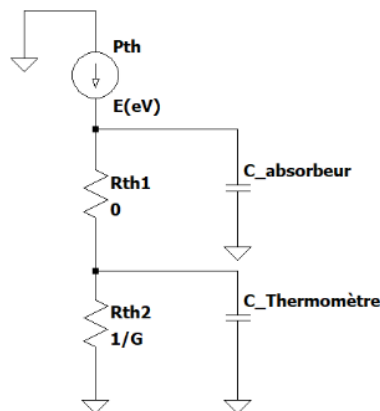 Pth
E(eV)
C_absorbeur
Rth1
0
C_Thermomètre
Rth2
1/G